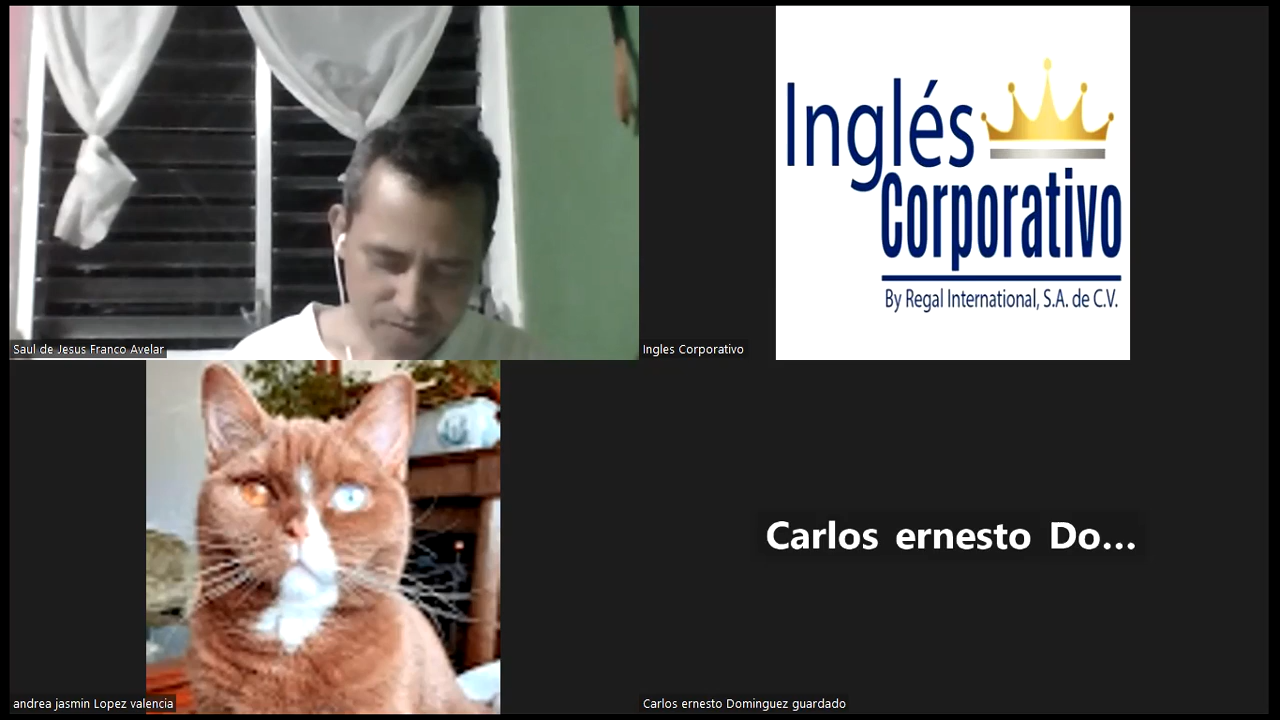 Inglés
Corporativo
By Regal International, S.A. de C.V.
Saul de Jesus Franco Avelar
Ingles Corporativo
Carlos ernesto Do...
andrea jasmin Lopez valencia
Carlos ernesto Dominguez guardado